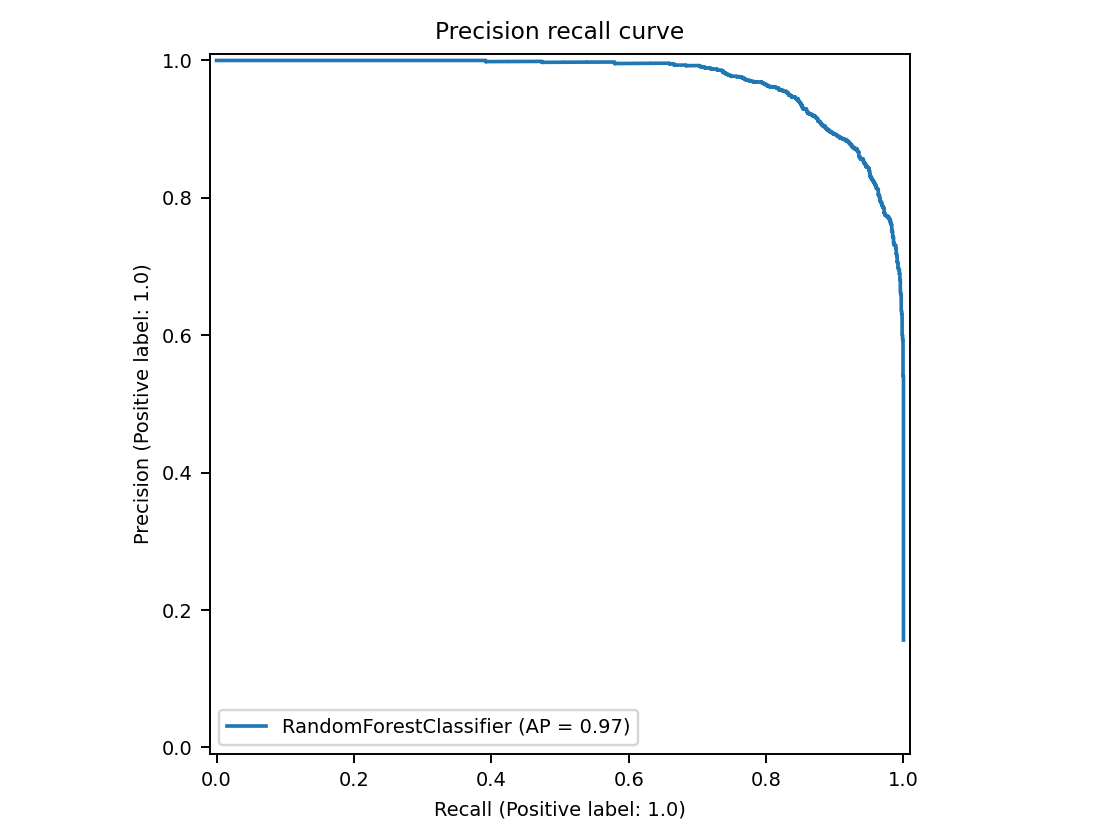 Precision recall curve
1.0
0.8
0.6
0.4
0.2
0.0
Precision (Positive label: 1.0)
RandomForestClassifier (AP = 0.97)
0.0 0.2 0.4 0.6 0.8 1.0
Recall (Positive label: 1.0)